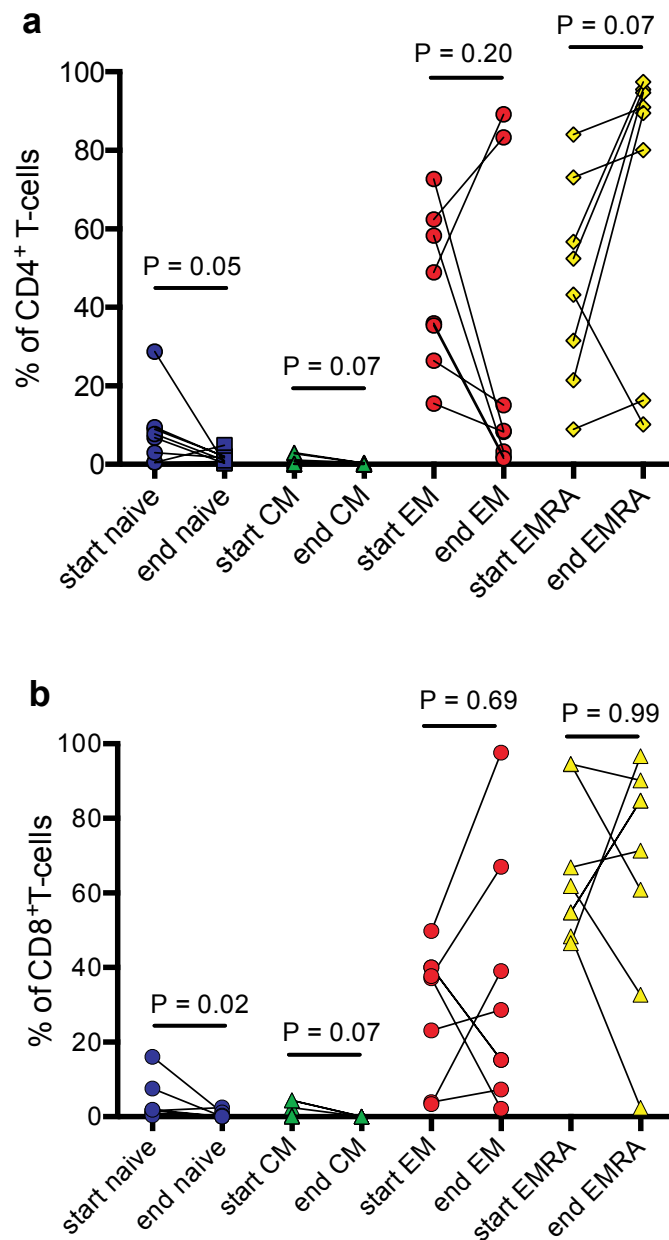 a
P = 0.07
P = 0.20
100
80
60
P = 0.05
40
P = 0.07
20
0
% of CD4⁺ T-cells
start naive
end naive
start CM
end CM
start EM
end EM
start EMRA
end EMRA
b
P = 0.69
P = 0.99
100
80
60
40
P = 0.02
P = 0.07
20
0
% of CD8⁺T-cells
start naive
end naive
start CM
end CM
start EM
end EM
start EMRA
end EMRA